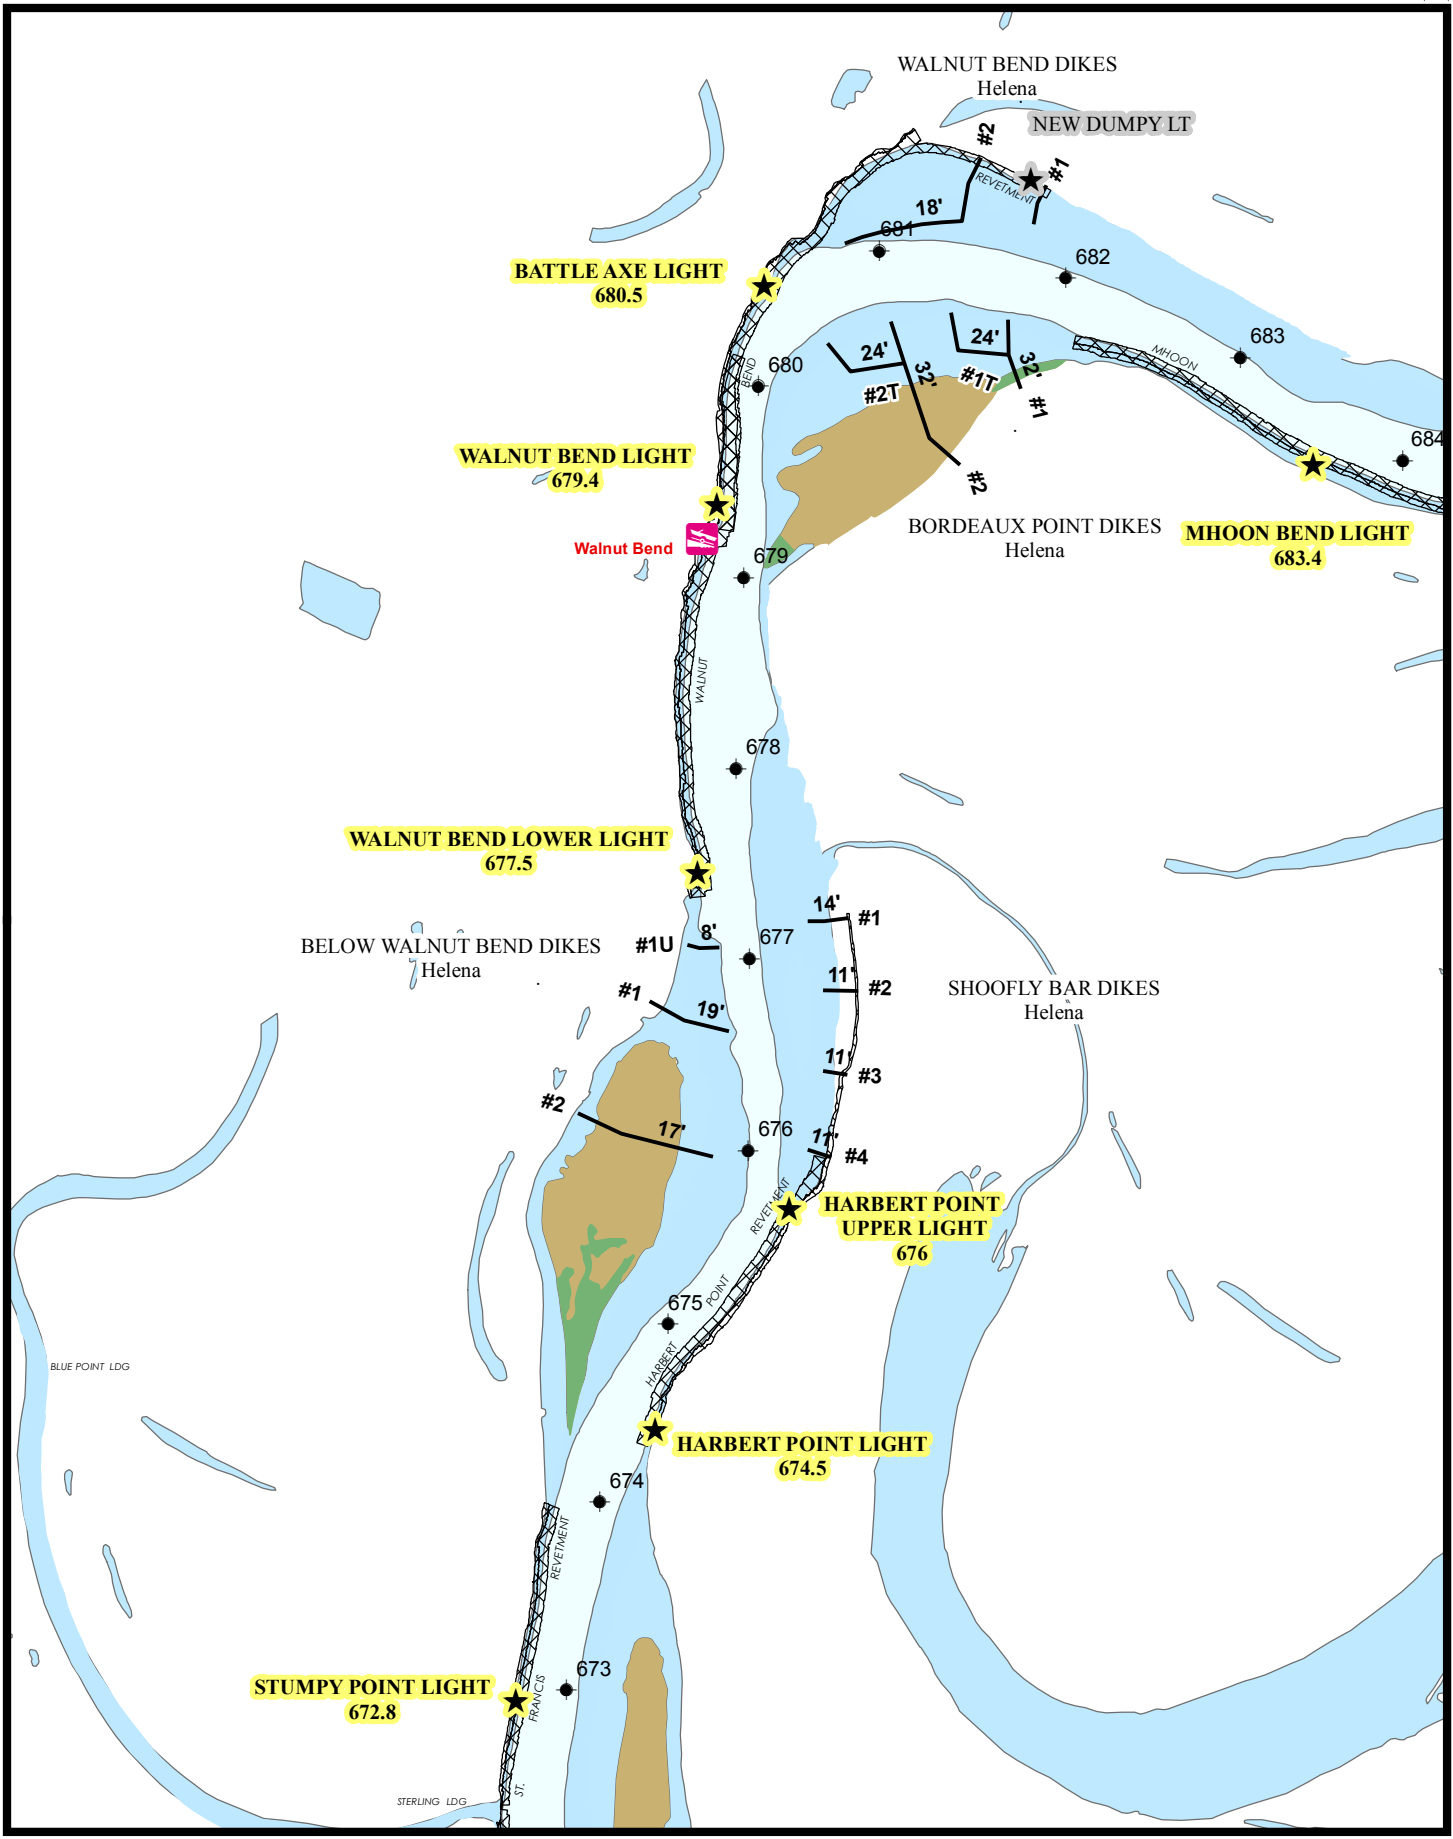 WALNUT BEND DIKES
Helena
NEW DUMPY LT
#2
#1
REVETMENT
18'
681
682
BATTLE AXE LIGHT
680.5
683
MHOON
24'
24'
32'
32'
680
BEND
#2T
#1T
#1
684
WALNUT BEND LIGHT
679.4
#2
BORDEAUX POINT DIKES
Helena
MHOON BEND LIGHT
683.4
Walnut Bend
679
WALNUT
678
WALNUT BEND LOWER LIGHT
677.5
14'
#1
BELOW WALNUT BEND DIKES
Helena
#1U
8'
677
11'
#2
SHOOFLY BAR DIKES
Helena
#1
19'
11'
#3
#2
17'
676
11'
#4
REVETMENT
HARBERT POINT
UPPER LIGHT
676
POINT
675
HARBERT
BLUE POINT LDG
HARBERT POINT LIGHT
674.5
674
REVETMENT
673
STUMPY POINT LIGHT
672.8
FRANCIS
ST.
STERLING LDG